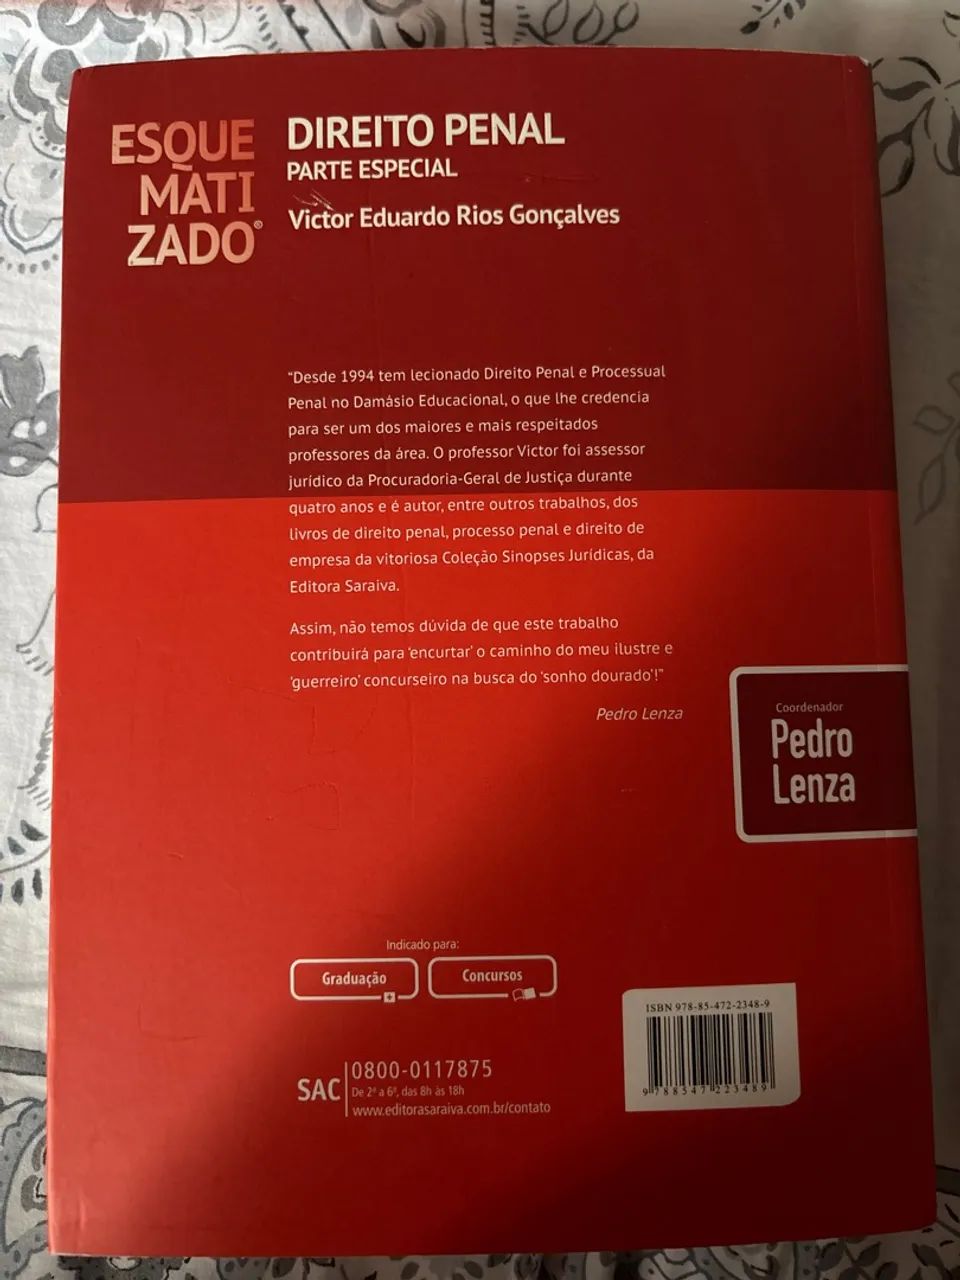 ESQUE
MATI
ZADO®
DIREITO PENAL
PARTE ESPECIAL
Victor Eduardo Rios Gonçalves
“Desde 1994 tem lecionado Direito Penal e Processual
Penal no Damásio Educacional, o que lhe credencia
para ser um dos maiores e mais respeitados
professores da área. O professor Victor foi assessor
jurídico da Procuradoria-Geral de Justiça durante
quatro anos e é autor, entre outros trabalhos, dos
livros de direito penal, processo penal e direito de
empresa da vitoriosa Coleção Sinopses Jurídicas, da
Editora Saraiva.
Assim, não temos dúvida de que este trabalho
contribuirá para ‘encurtar’ o caminho do meu ilustre e
‘guerreiro’ concurseiro na busca do ‘sonho dourado’!”
Pedro Lenza
Coordenador
Pedro
Lenza
Indicado para:
Graduação
Concursos
SAC
0800-0117875
De 2ª a 6ª, das 8h às 18h
www.editorasaraiva.com.br/contato
ISBN 978-85-472-2348-9
9 788547 223489